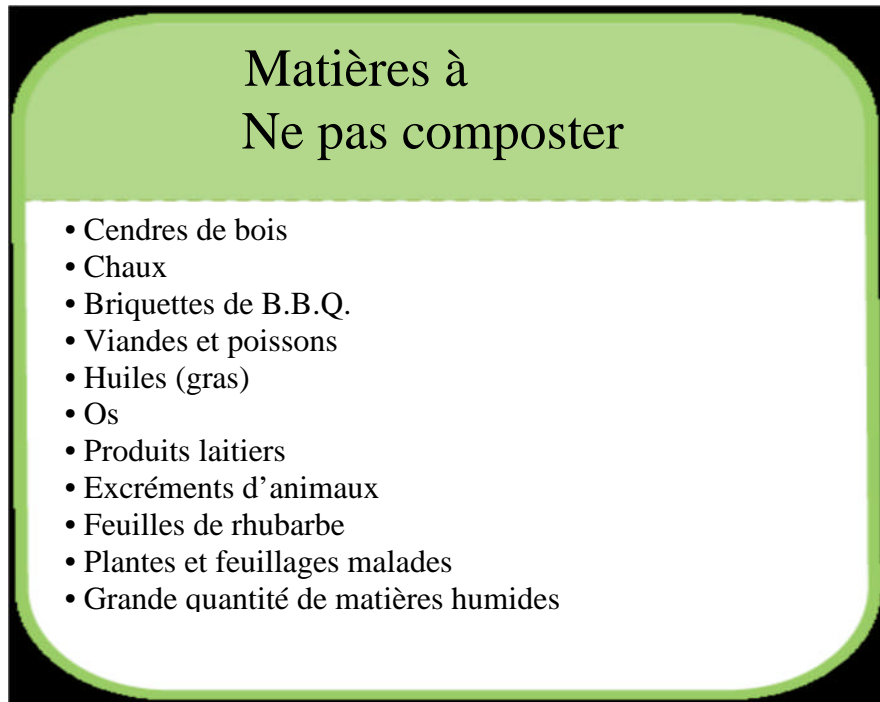 Matières à
Ne pas composter
• Cendres de bois
• Chaux
• Briquettes de B.B.Q.
• Viandes et poissons
• Huiles (gras)
• Os
• Produits laitiers
• Excréments d’animaux
• Feuilles de rhubarbe
• Plantes et feuillages malades
• Grande quantité de matières humides